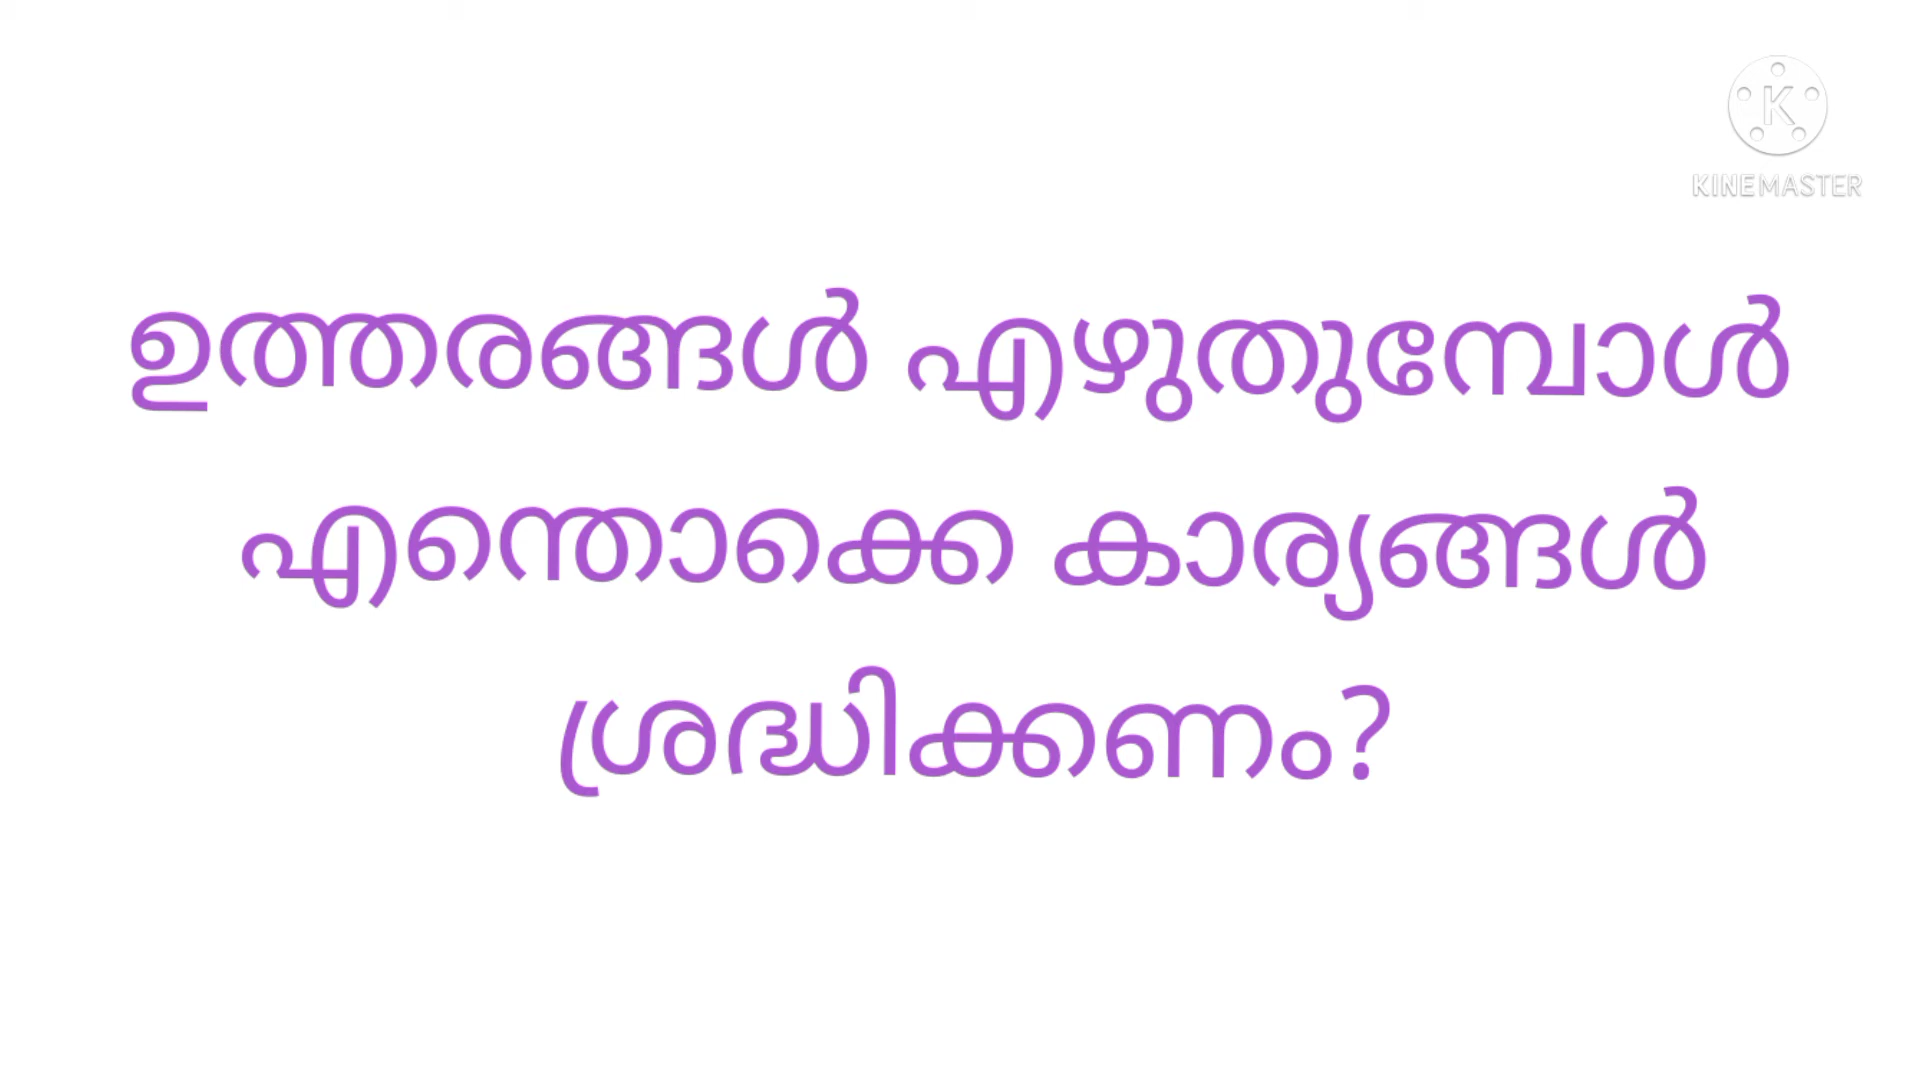 KINEMASTER
ഉത്തരങ്ങൾ എഴുതുമ്പോൾ
എന്തൊക്കെ കാര്യങ്ങൾ
ശ്രദ്ധിക്കണം?